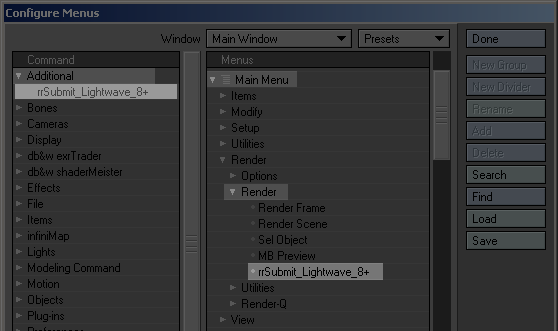 Configure Menus
Window
Main Window
Presets
Command
Additional
rrSubmit_Lightwave_8+
Bones
Cameras
Display
db&w exrTrader
db&w shaderMeister
Effects
File
Items
infiniMap
Lights
Modeling Command
Motion
Objects
Plug-ins
Menus
Main Menu
Items
Modify
Setup
Utilities
Render
Options
Render
Render Frame
Render Scene
Sel Object
MB Preview
rrSubmit_Lightwave_8+
Utilities
Render-Q
View
Done
New Group
New Divider
Rename
Add
Delete
Search
Find
Load
Save